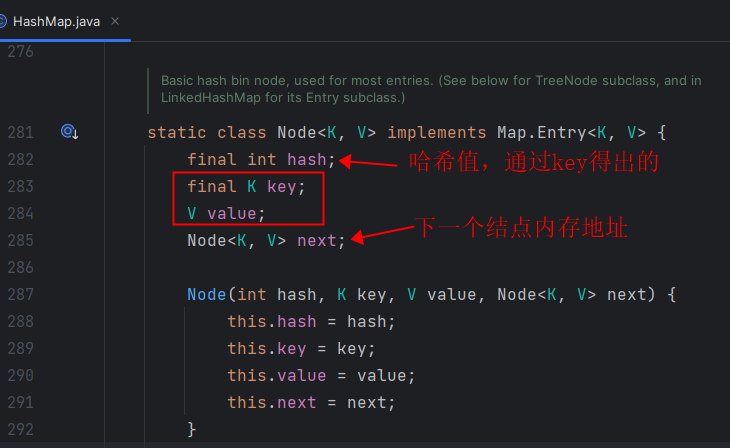 HashMap.java
276
Basic hash bin node, used for most entries. (See below for TreeNode subclass, and in
LinkedHashMap for its Entry subclass.)
281 static class Node<K, V> implements Map.Entry<K, V> {
282 final int hash; 哈希值，通过key得出的
283 final K key;
284 V value;
285 Node<K, V> next; 下一个结点内存地址
286
287 Node(int hash, K key, V value, Node<K, V> next) {
288 this.hash = hash;
289 this.key = key;
290 this.value = value;
291 this.next = next;
292 }